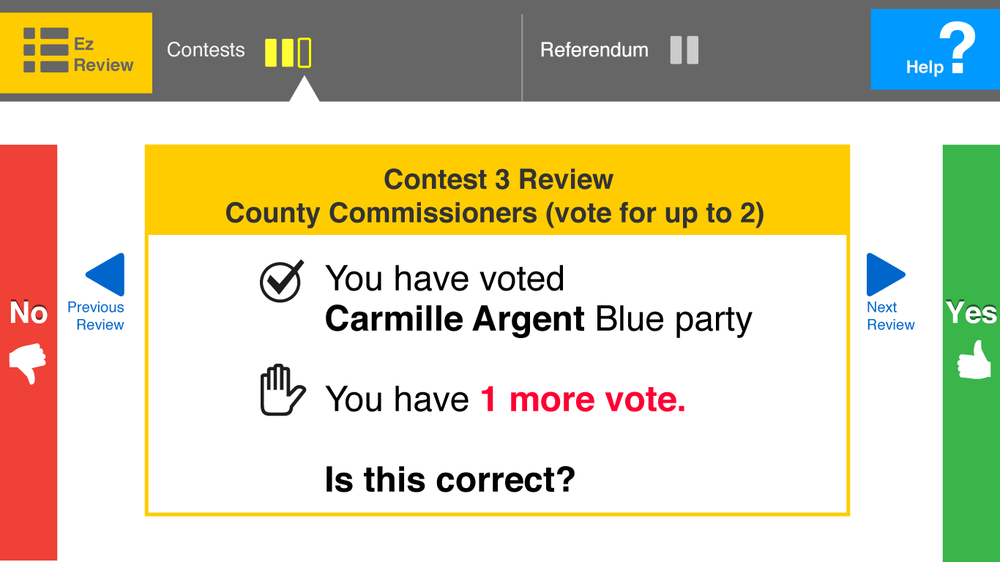 Ez
Review
Contests
Referendum
Help
?
Contest 3 Review
County Commissioners (vote for up to 2)
You have voted
Carmille Argent Blue party
You have 1 more vote.
Is this correct?
No
Previous
Review
Next
Review
Yes